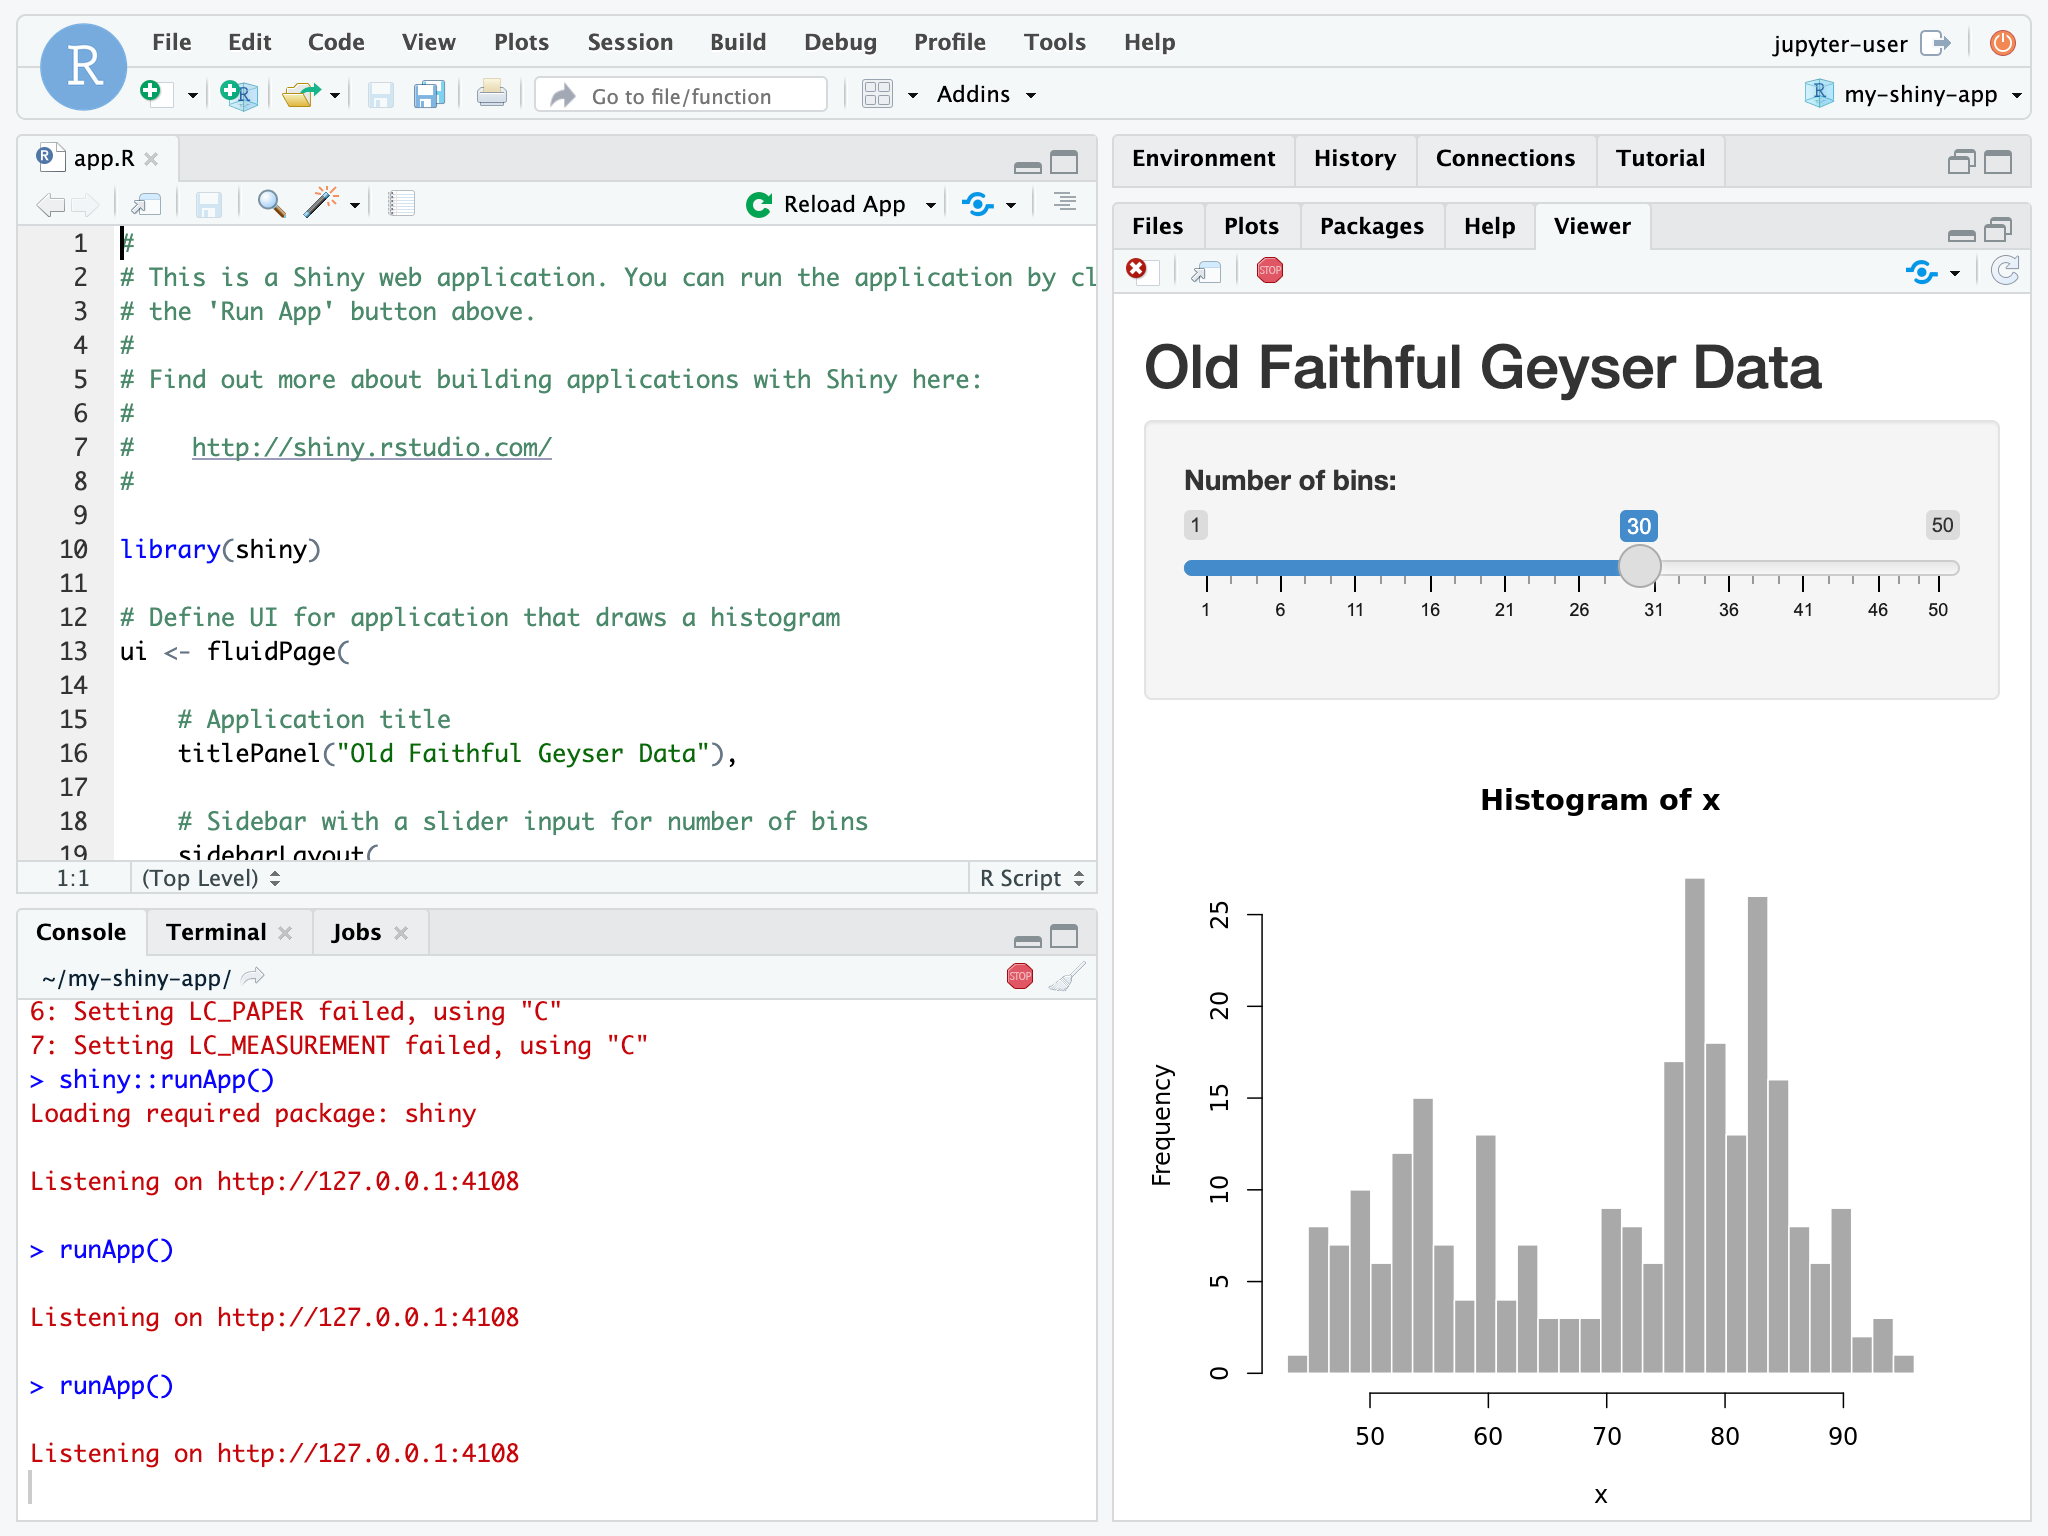 R
File Edit Code View Plots Session Build Debug Profile Tools Help
jupyter-user
R
Go to file/function
Addins
R
my-shiny-app
R
app.R
Reload App
1 #
2 # This is a Shiny web application. You can run the application by cl
3 # the 'Run App' button above.
4 #
5 # Find out more about building applications with Shiny here:
6 #
7 #    http://shiny.rstudio.com/
8 #
9
10 library(shiny)
11
12 # Define UI for application that draws a histogram
13 ui <- fluidPage(
14
15     # Application title
16     titlePanel("Old Faithful Geyser Data"),
17
18     # Sidebar with a slider input for number of bins
19     sidebarLayout(
1:1 (Top Level) R Script
Console Terminal Jobs
~/my-shiny-app/
STOP
6: Setting LC_PAPER failed, using "C"
7: Setting LC_MEASUREMENT failed, using "C"
> shiny::runApp()
Loading required package: shiny
Listening on http://127.0.0.1:4108
> runApp()
Listening on http://127.0.0.1:4108
> runApp()
Listening on http://127.0.0.1:4108
Environment History Connections Tutorial
Files Plots Packages Help Viewer
STOP
Old Faithful Geyser Data
Number of bins:
1 30 50
1 6 11 16 21 26 31 36 41 46 50
Histogram of x
Frequency
25
20
15
10
5
0
50 60 70 80 90
x